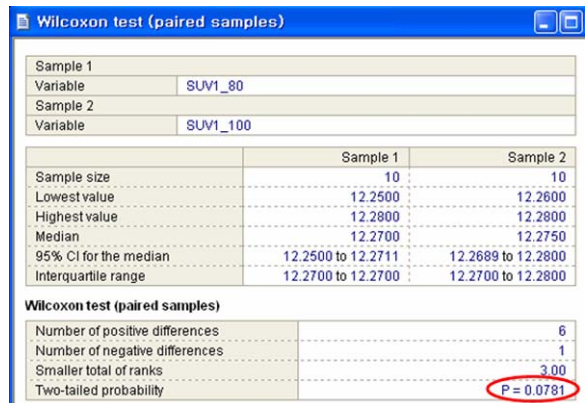 Wilcoxon test (paired samples)
Sample 1
Variable SUV1_80
Sample 2
Variable SUV1_100
Sample 1 Sample 2
Sample size 10 10
Lowest value 12.2500 12.2600
Highest value 12.2800 12.2800
Median 12.2700 12.2750
95% CI for the median 12.2500 to 12.2711 12.2689 to 12.2800
Interquartile range 12.2700 to 12.2700 12.2700 to 12.2800
Wilcoxon test (paired samples)
Number of positive differences 6
Number of negative differences 1
Smaller total of ranks 3.00
Two-tailed probability P = 0.0781